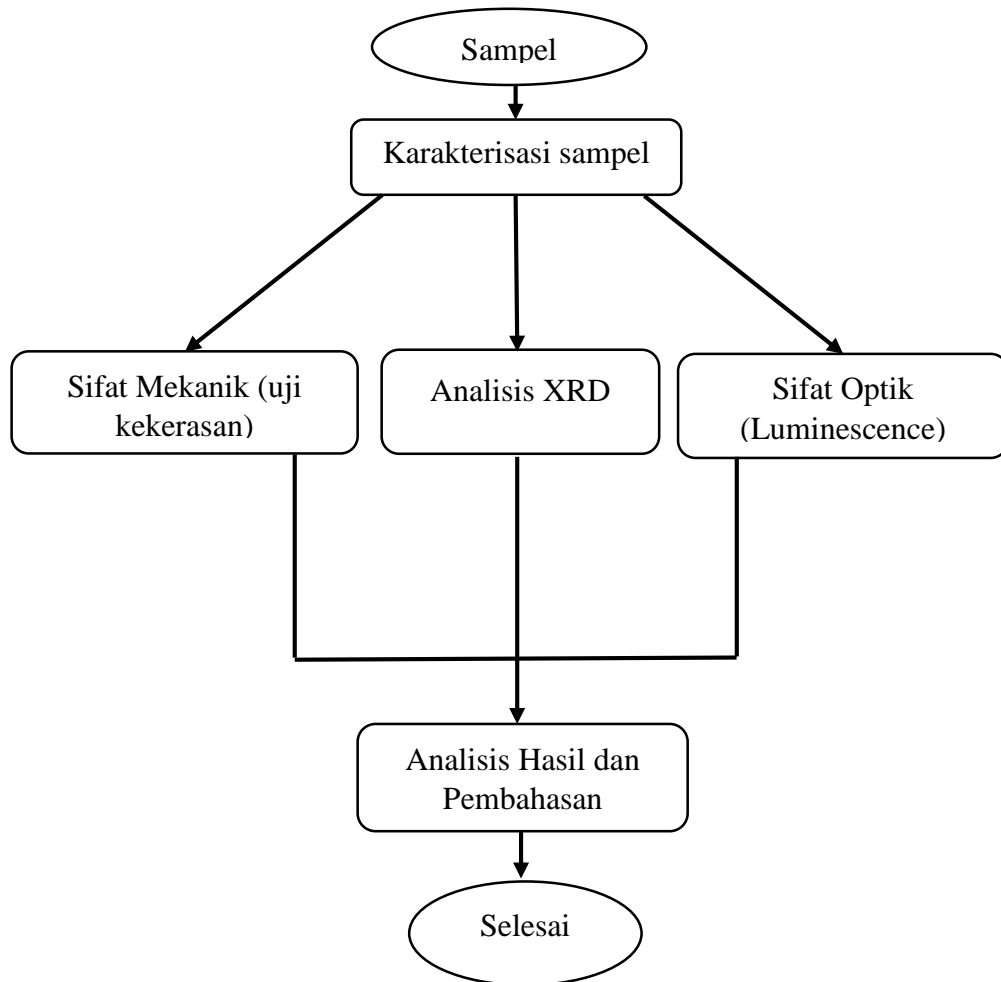 Sampel
Karakterisasi sampel
Sifat Mekanik (uji
kekerasan)
Analisis XRD
Sifat Optik
(Luminescence)
Analisis Hasil dan
Pembahasan
Selesai